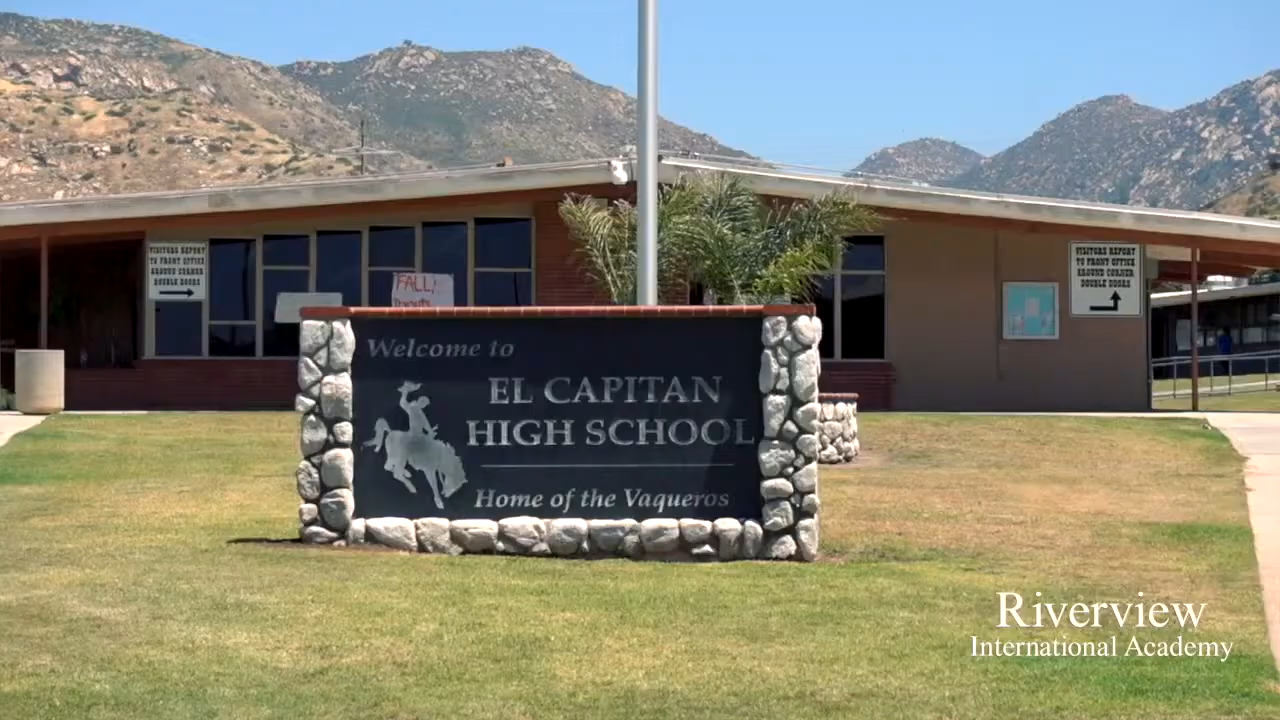 VISITORS REPORT
TO FRONT OFFICE
AROUND CORNER
DOUBLE DOORS
FALL!
VISITORS REPORT
TO FRONT OFFICE
AROUND CORNER
DOUBLE DOORS
Welcome to
EL CAPITAN
HIGH SCHOOL
Home of the Vaqueros
Riverview
International Academy